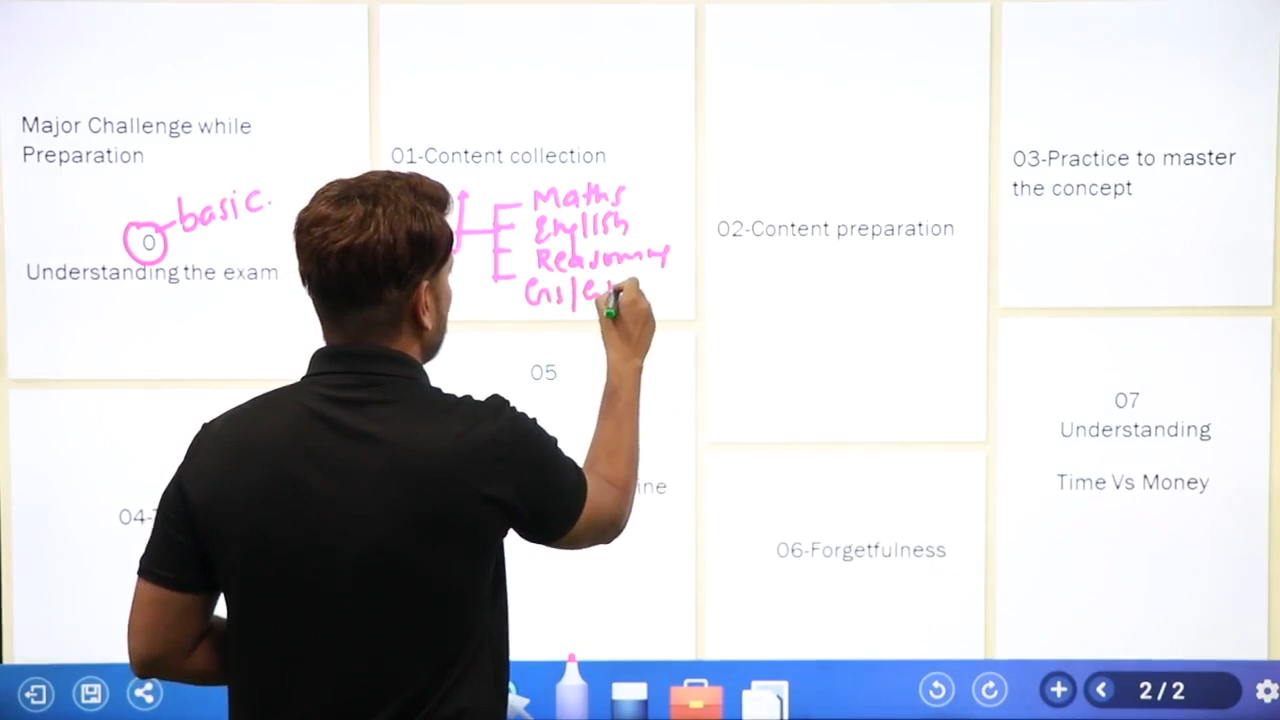 Major Challenge while
Preparation
0
basic.
Understanding the exam
01-Content collection
Maths
English
Reasoning
02-Content preparation
03-Practice to master
the concept
04-
05
06-Forgetfulness
07
Understanding
Time Vs Money
2/2